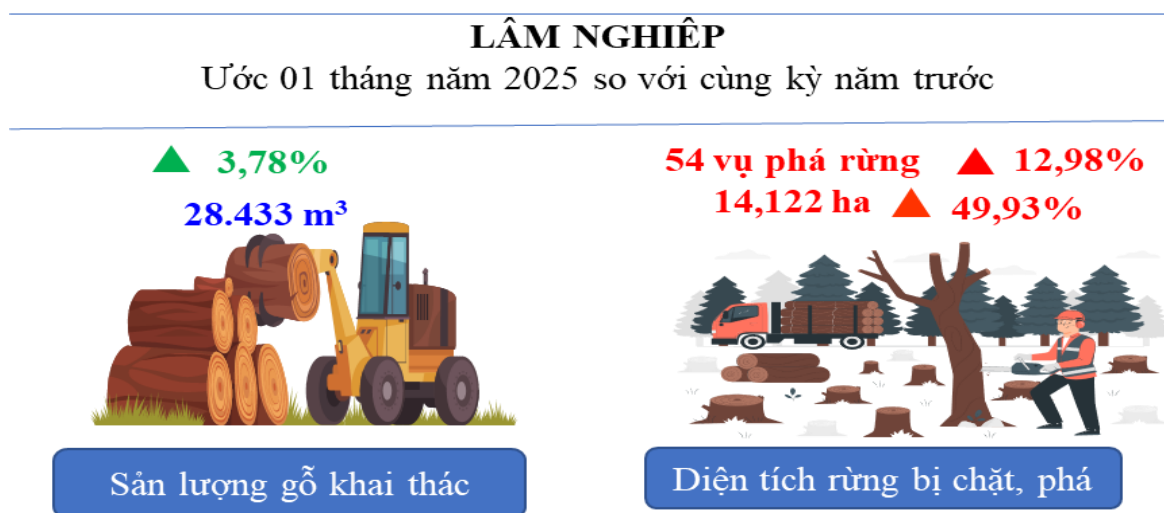 LÂM NGHIÊP
Ước 01 tháng năm 2025 so với cùng kỳ năm trước
3,78%
28.433 m³
54 vụ phá rừng 12,98%
14,122 ha 49,93%
Sản lượng gỗ khai thác
Diện tích rừng bị chặt, phá